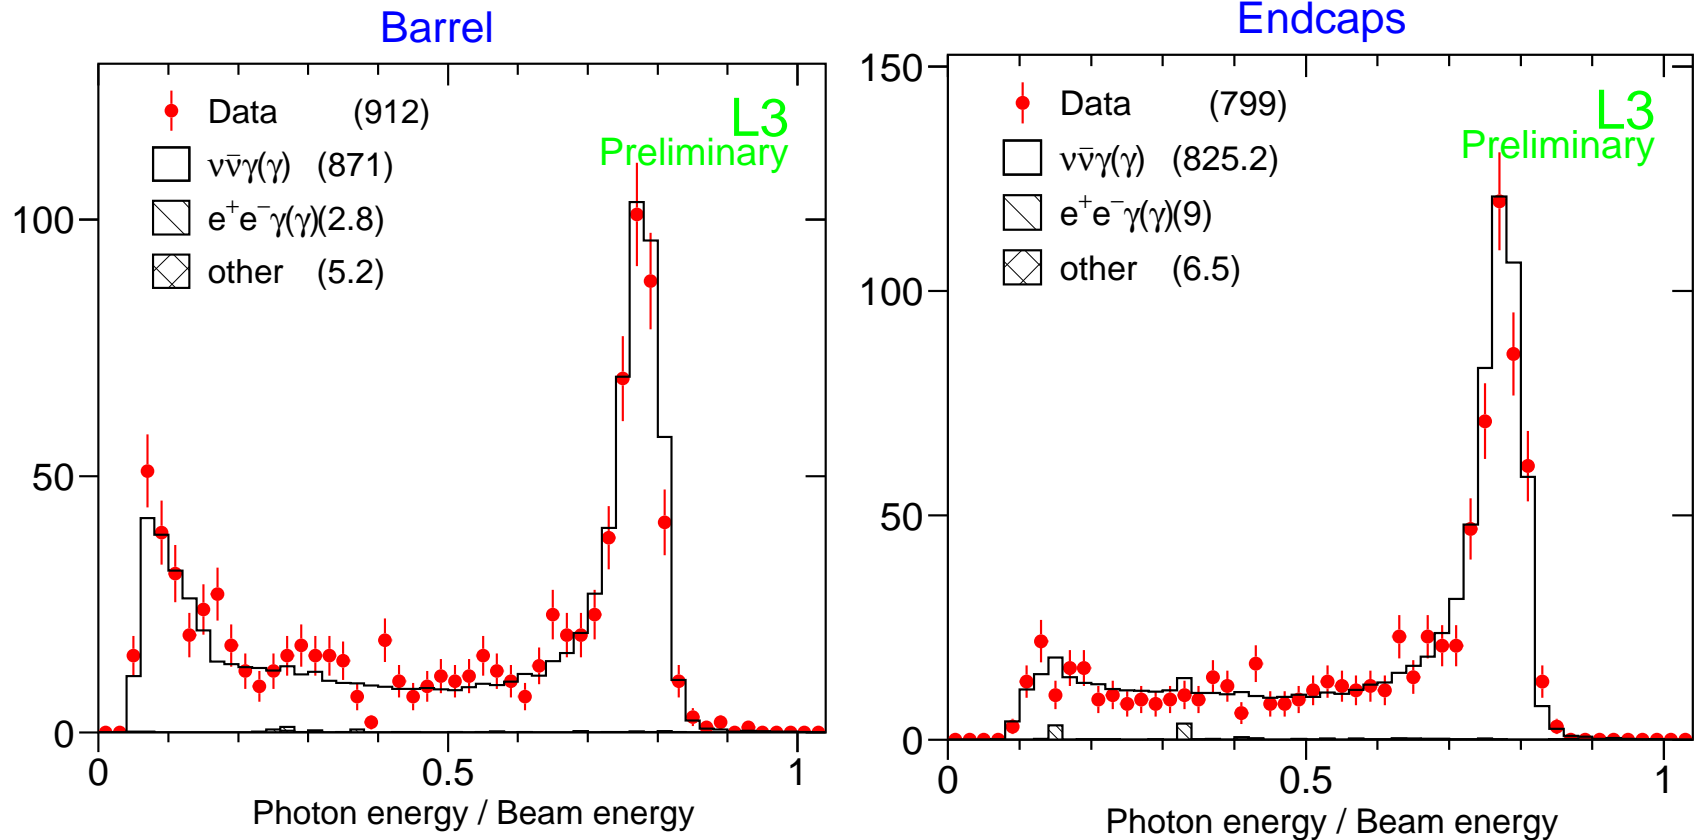 Barrel
L3
Preliminary
Data (912)
νν̄γ(γ) (871)
e⁺e⁻γ(γ)(2.8)
other (5.2)
100
50
0
0 0.5 1
Photon energy / Beam energy
Endcaps
L3
Preliminary
Data (799)
νν̄γ(γ) (825.2)
e⁺e⁻γ(γ)(9)
other (6.5)
150
100
50
0
0 0.5 1
Photon energy / Beam energy